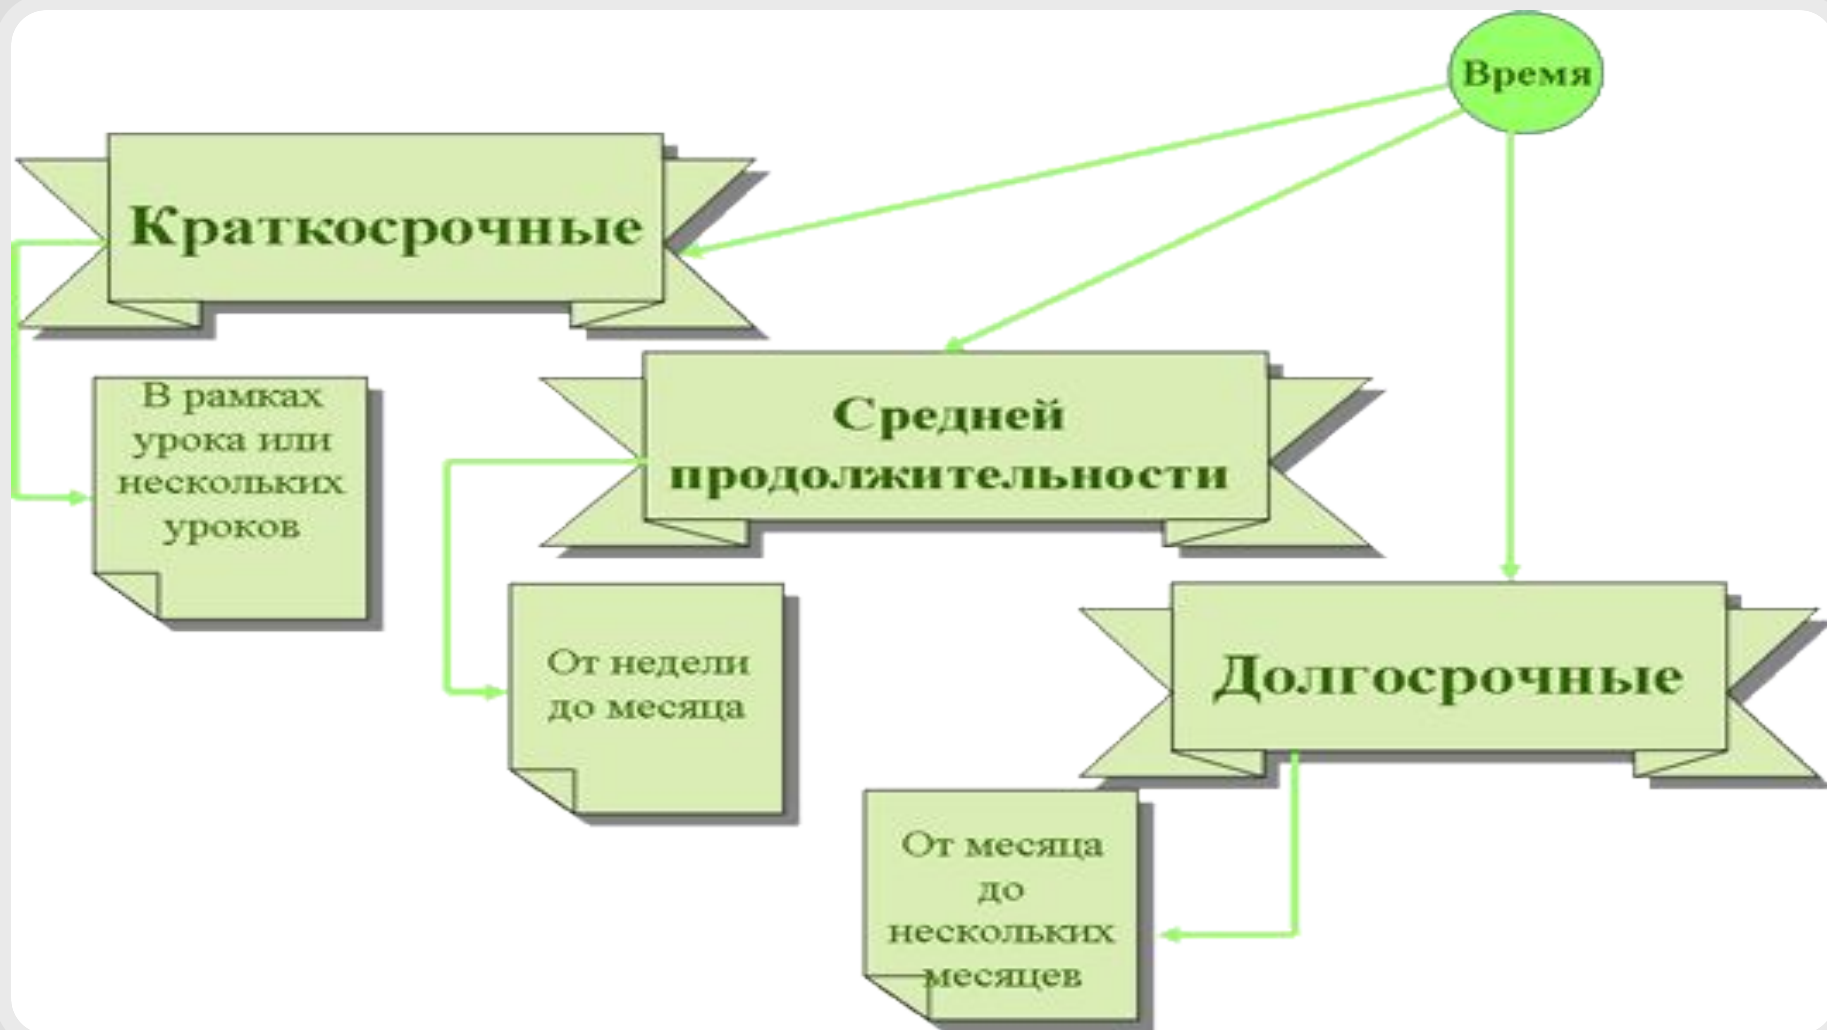 Время
Краткосрочные
В рамках
урока или
нескольких
уроков
Средней
продолжительности
От недели
до месяца
Долгосрочные
От месяца
до
нескольких
месяцев